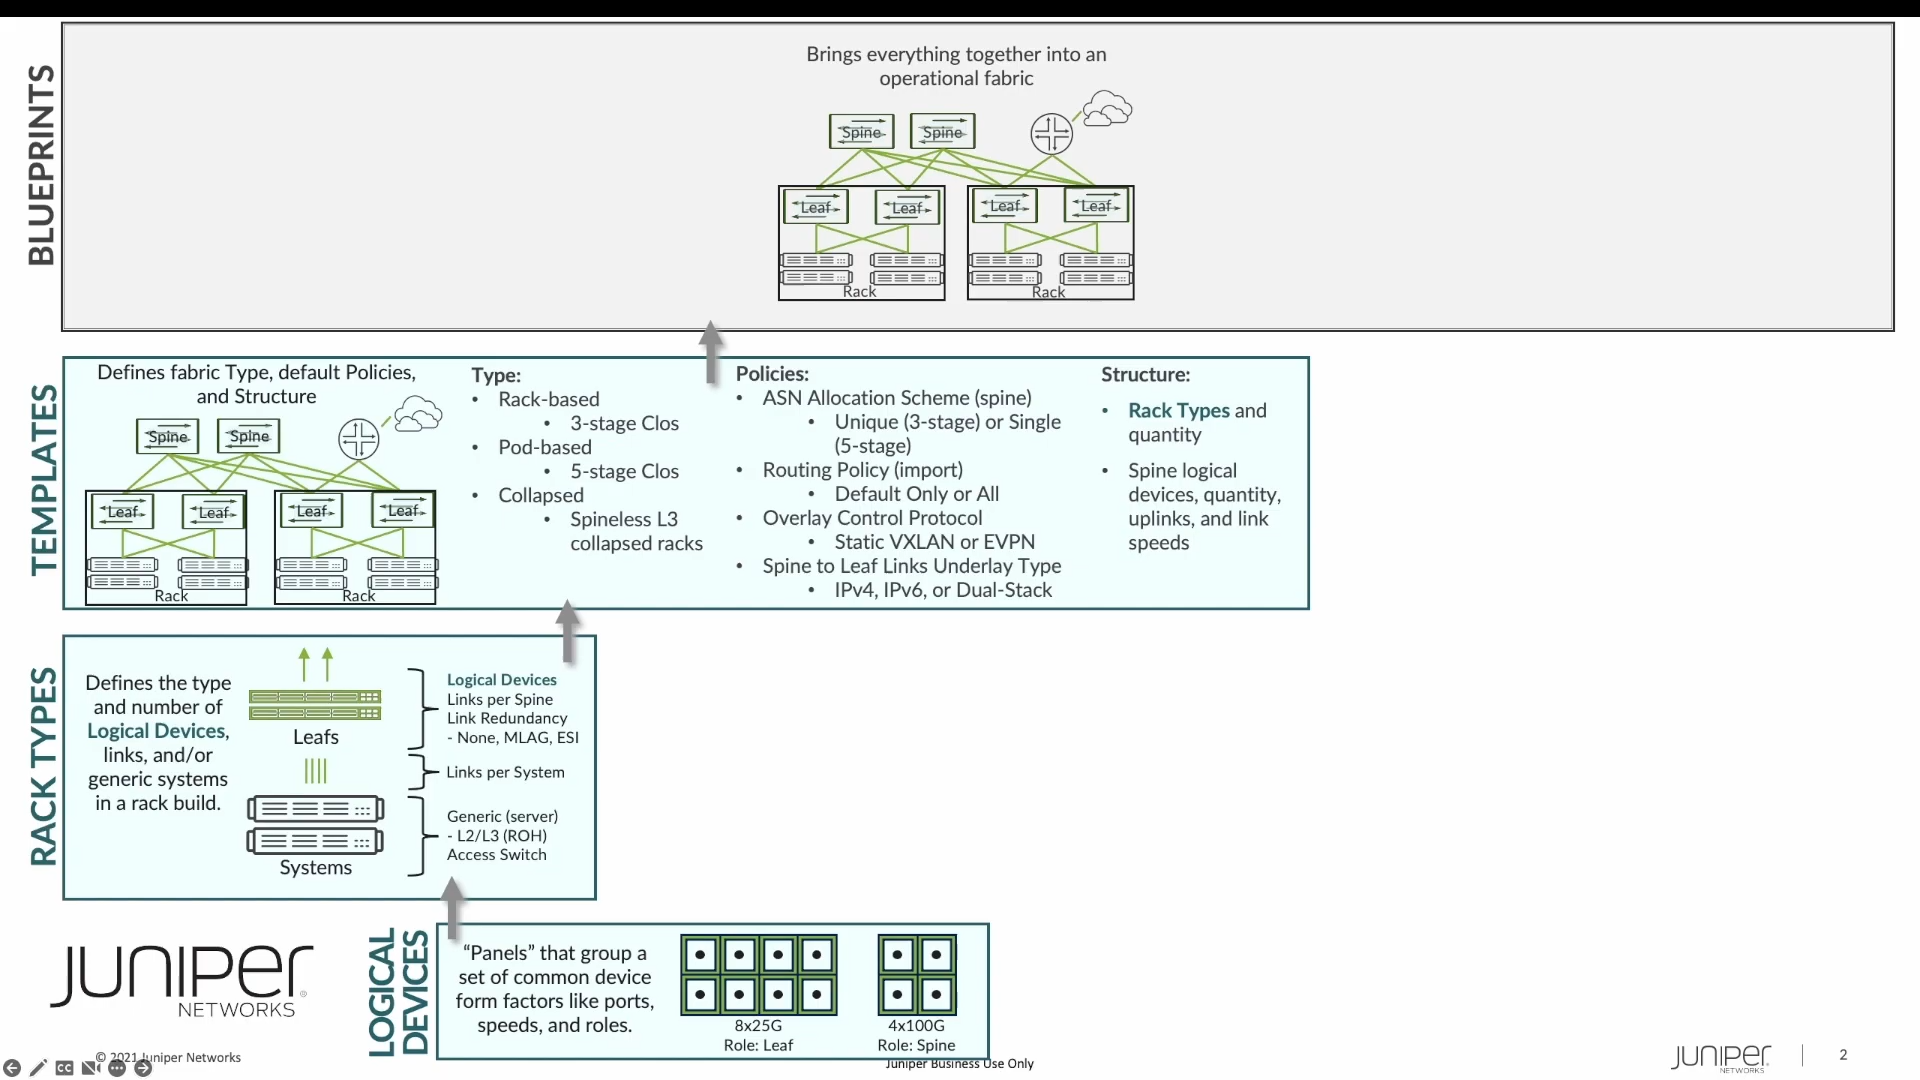 BLUEPRINTS
Brings everything together into an
operational fabric
Spine
Spine
Leaf
Leaf
Leaf
Leaf
Rack
Rack
TEMPLATES
Defines fabric Type, default Policies,
and Structure
Spine
Spine
Leaf
Leaf
Leaf
Leaf
Rack
Rack
Type:
• Rack-based
• 3-stage Clos
• Pod-based
• 5-stage Clos
• Collapsed
• Spineless L3
collapsed racks
Policies:
• ASN Allocation Scheme (spine)
• Unique (3-stage) or Single
(5-stage)
• Routing Policy (import)
• Default Only or All
• Overlay Control Protocol
• Static VXLAN or EVPN
• Spine to Leaf Links Underlay Type
• IPv4, IPv6, or Dual-Stack
Structure:
• Rack Types and
quantity
• Spine logical
devices, quantity,
uplinks, and link
speeds
RACK TYPES
Defines the type
and number of
Logical Devices,
links, and/or
generic systems
in a rack build.
Leafs
Systems
Logical Devices
Links per Spine
Link Redundancy
- None, MLAG, ESI
Links per System
Generic (server)
- L2/L3 (ROH)
Access Switch
LOGICAL
DEVICES
“Panels” that group a
set of common device
form factors like ports,
speeds, and roles.
8x25G
Role: Leaf
4x100G
Role: Spine
JUNIPER
NETWORKS
© 2021 Juniper Networks
CC
Juniper Business Use Only
JUNIPER
NETWORKS
2